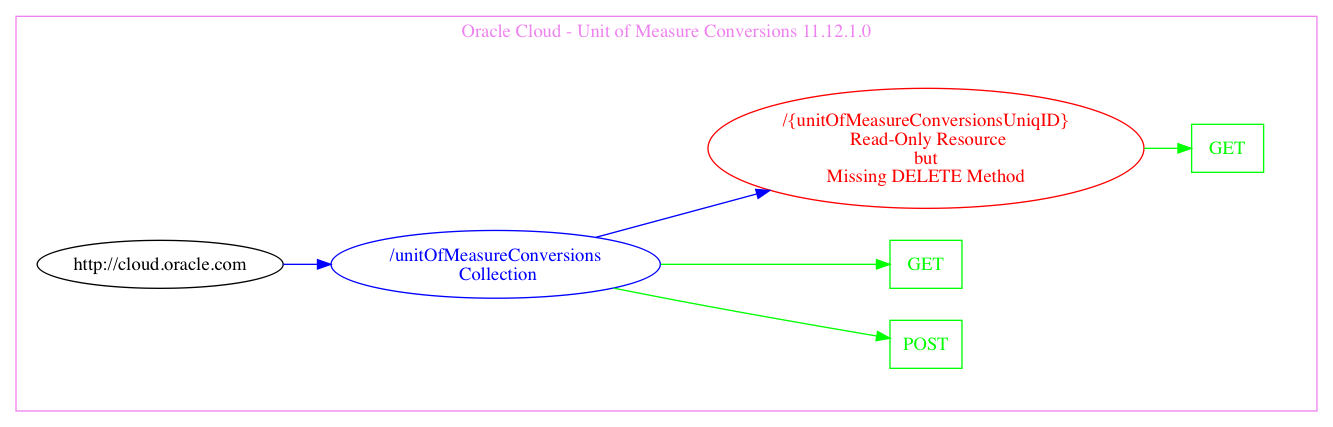 Oracle Cloud - Unit of Measure Conversions 11.12.1.0
/{unitOfMeasureConversionsUniqID}
Read-Only Resource
but
Missing DELETE Method
GET
http://cloud.oracle.com
/unitOfMeasureConversions
Collection
GET
POST